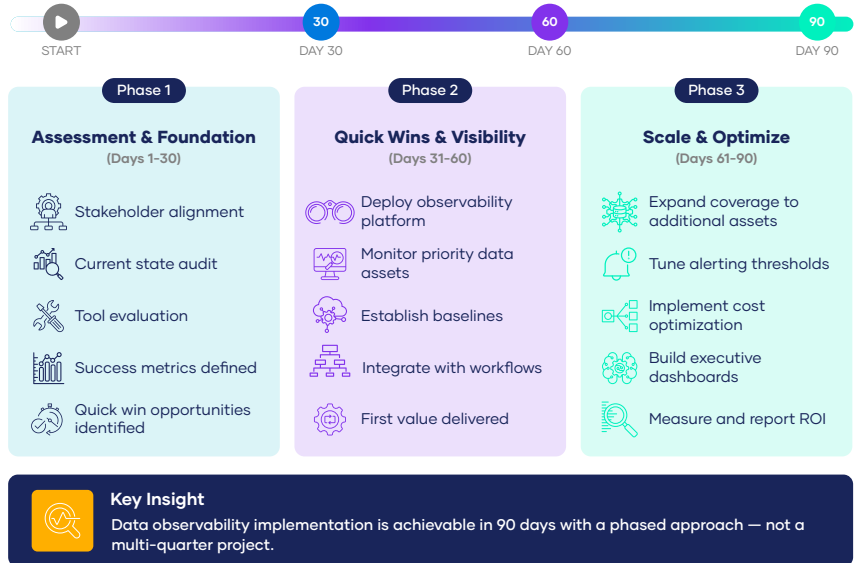 30
60
90
START
DAY 30
DAY 60
DAY 90
Phase 1
Assessment & Foundation
(Days 1-30)
Stakeholder alignment
Current state audit
Tool evaluation
Success metrics defined
Quick win opportunities
identified
Phase 2
Quick Wins & Visibility
(Days 31-60)
Deploy observability
platform
Monitor priority data
assets
Establish baselines
Integrate with workflows
First value delivered
Phase 3
Scale & Optimize
(Days 61-90)
Expand coverage to
additional assets
Tune alerting thresholds
Implement cost
optimization
Build executive
dashboards
Measure and report ROI
Key Insight
Data observability implementation is achievable in 90 days with a phased approach — not a
multi-quarter project.